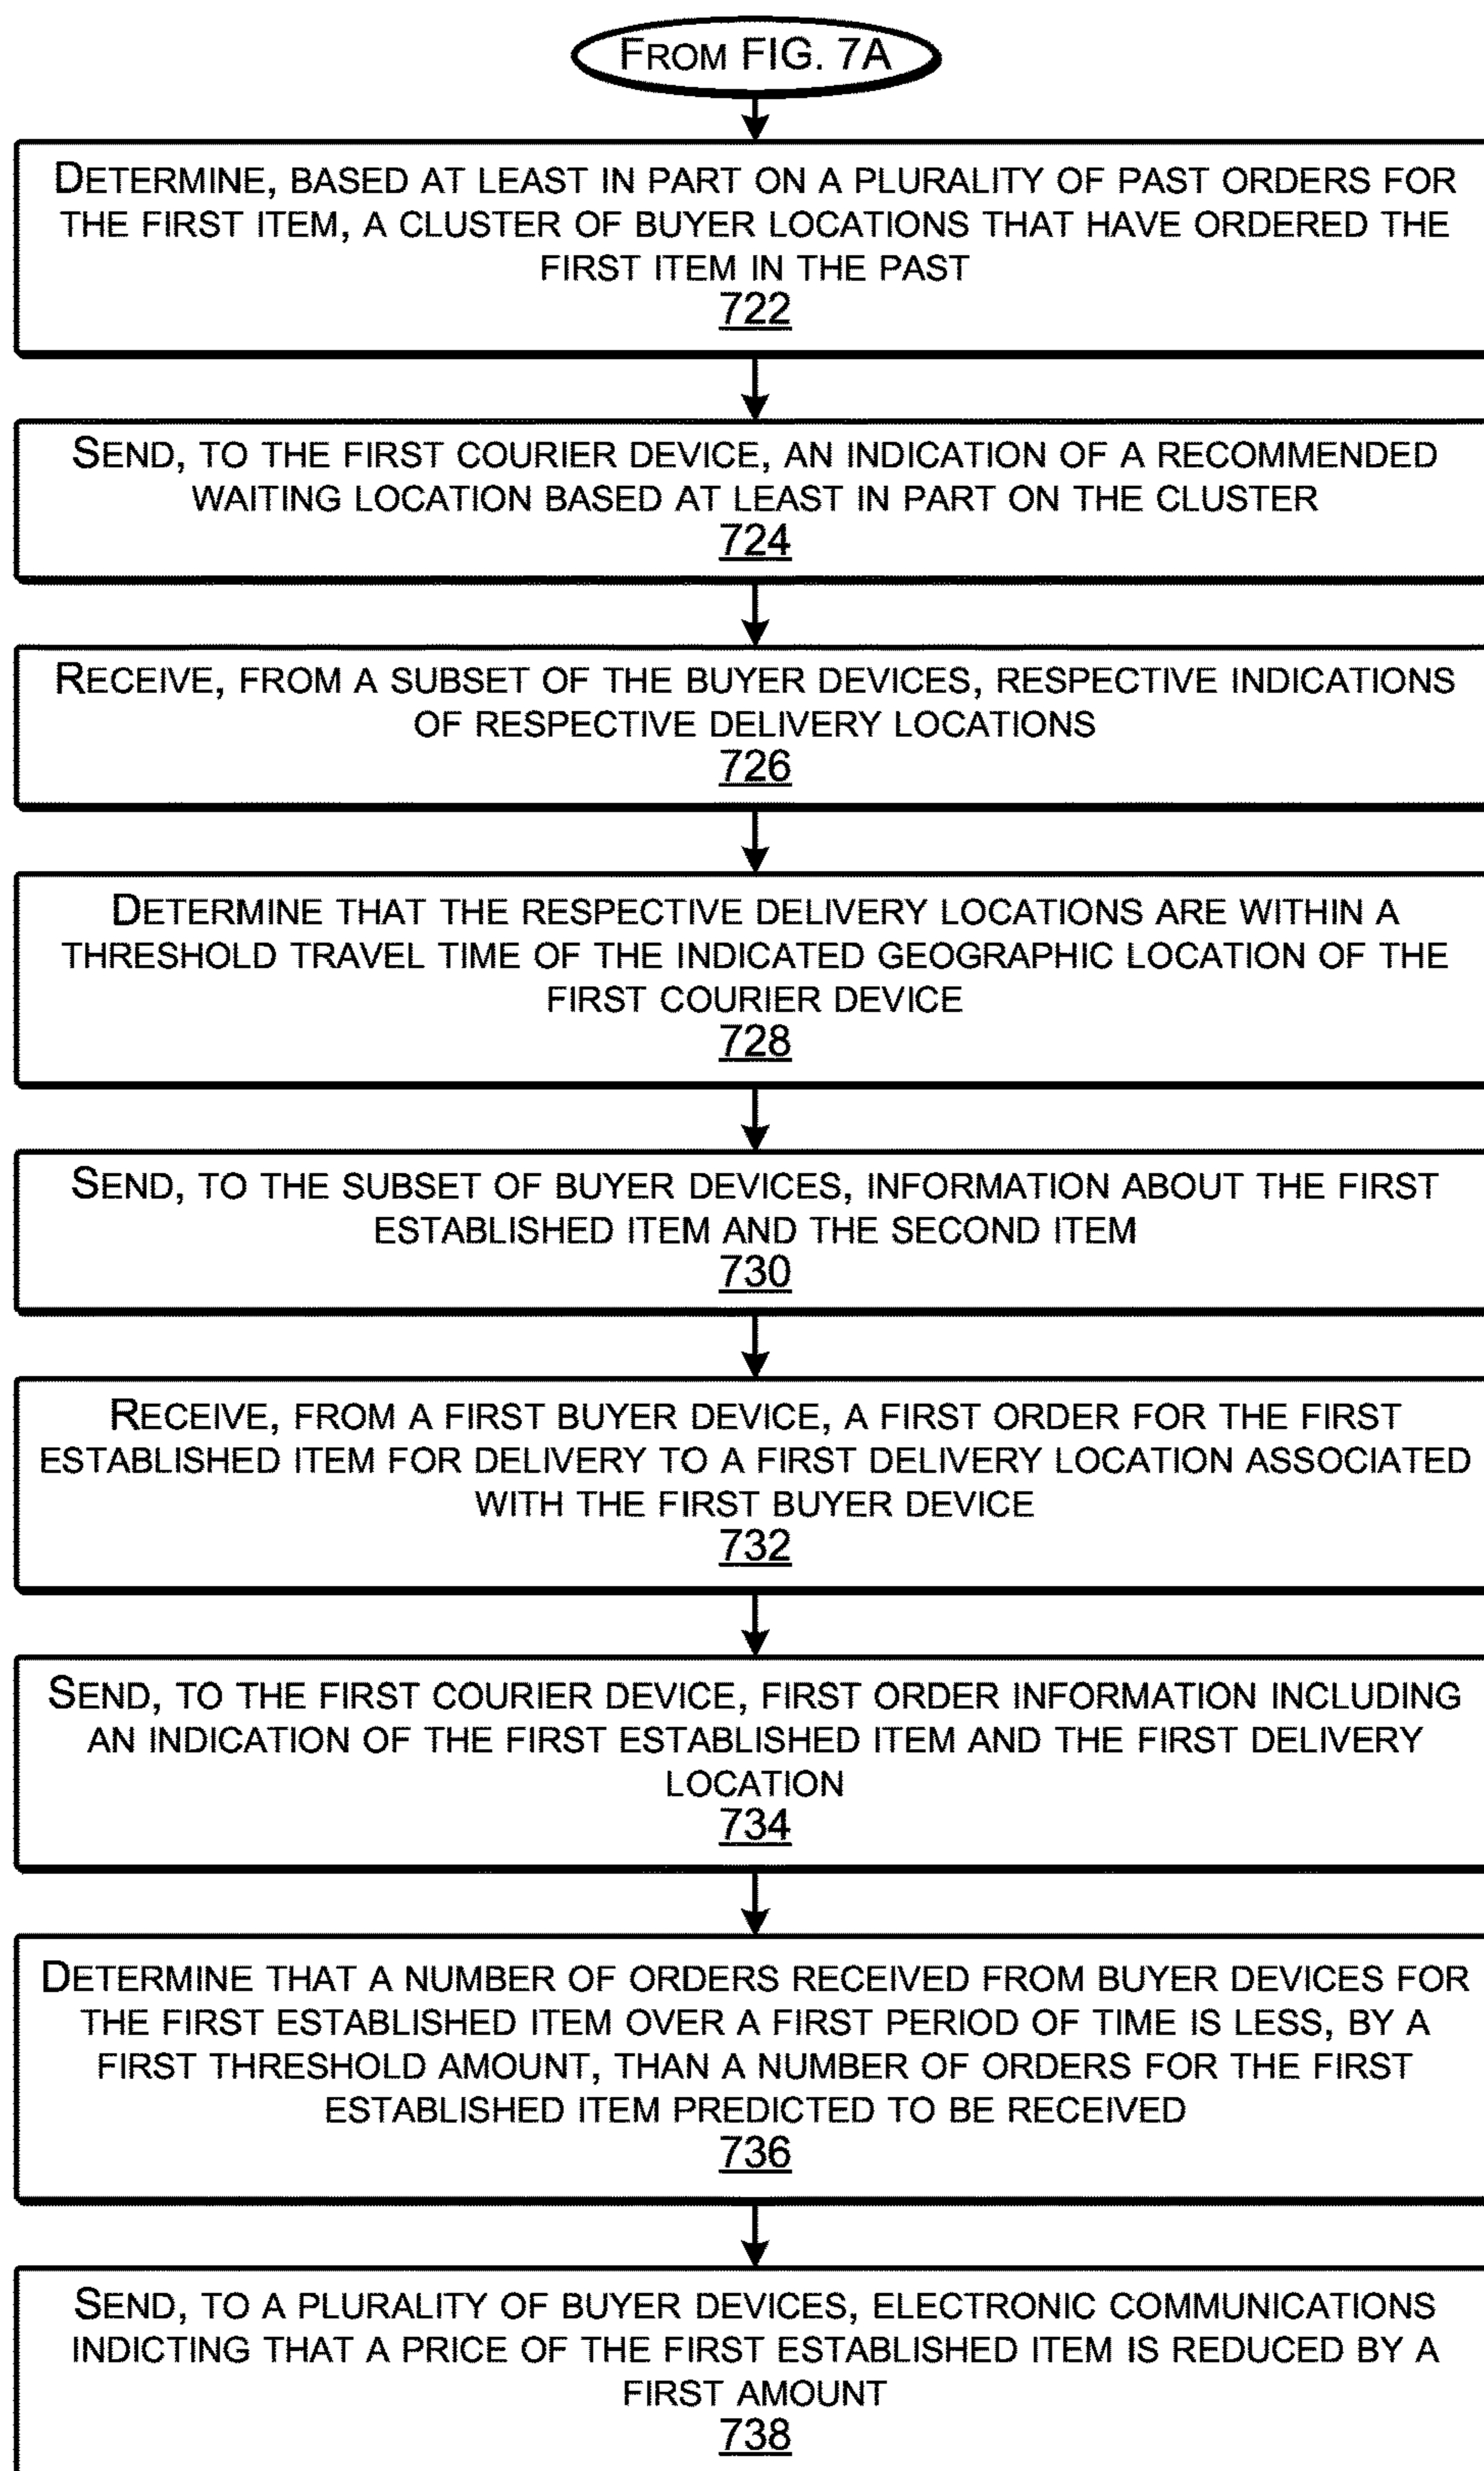 FROM FIG. 7A
DETERMINE, BASED AT LEAST IN PART ON A PLURALITY OF PAST ORDERS FOR
THE FIRST ITEM, A CLUSTER OF BUYER LOCATIONS THAT HAVE ORDERED THE
FIRST ITEM IN THE PAST
722
SEND, TO THE FIRST COURIER DEVICE, AN INDICATION OF A RECOMMENDED
WAITING LOCATION BASED AT LEAST IN PART ON THE CLUSTER
724
RECEIVE, FROM A SUBSET OF THE BUYER DEVICES, RESPECTIVE INDICATIONS
OF RESPECTIVE DELIVERY LOCATIONS
726
DETERMINE THAT THE RESPECTIVE DELIVERY LOCATIONS ARE WITHIN A
THRESHOLD TRAVEL TIME OF THE INDICATED GEOGRAPHIC LOCATION OF THE
FIRST COURIER DEVICE
728
SEND, TO THE SUBSET OF BUYER DEVICES, INFORMATION ABOUT THE FIRST
ESTABLISHED ITEM AND THE SECOND ITEM
730
RECEIVE, FROM A FIRST BUYER DEVICE, A FIRST ORDER FOR THE FIRST
ESTABLISHED ITEM FOR DELIVERY TO A FIRST DELIVERY LOCATION ASSOCIATED
WITH THE FIRST BUYER DEVICE
732
SEND, TO THE FIRST COURIER DEVICE, FIRST ORDER INFORMATION INCLUDING
AN INDICATION OF THE FIRST ESTABLISHED ITEM AND THE FIRST DELIVERY
LOCATION
734
DETERMINE THAT A NUMBER OF ORDERS RECEIVED FROM BUYER DEVICES FOR
THE FIRST ESTABLISHED ITEM OVER A FIRST PERIOD OF TIME IS LESS, BY A
FIRST THRESHOLD AMOUNT, THAN A NUMBER OF ORDERS FOR THE FIRST
ESTABLISHED ITEM PREDICTED TO BE RECEIVED
736
SEND, TO A PLURALITY OF BUYER DEVICES, ELECTRONIC COMMUNICATIONS
INDICTING THAT A PRICE OF THE FIRST ESTABLISHED ITEM IS REDUCED BY A
FIRST AMOUNT
738